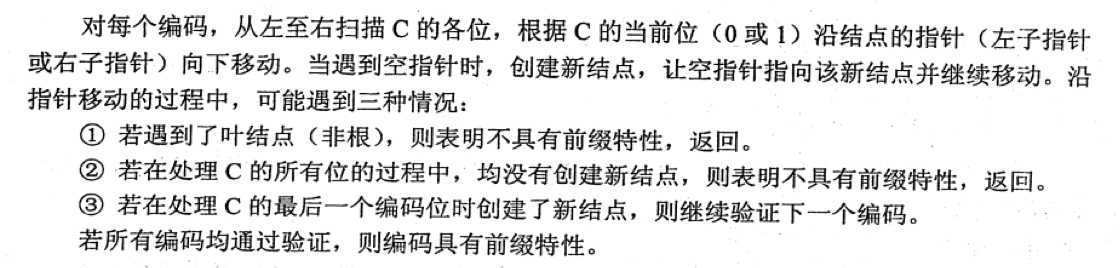 对每个编码，从左至右扫描 C 的各位，根据 C 的当前位（0 或 1）沿结点的指针（左子指针
或右子指针）向下移动。当遇到空指针时，创建新结点，让空指针指向该新结点并继续移动。沿
指针移动的过程中，可能遇到三种情况：
① 若遇到了叶结点（非根），则表明不具有前缀特性，返回。
② 若在处理 C 的所有位的过程中，均没有创建新结点，则表明不具有前缀特性，返回。
③ 若在处理 C 的最后一个编码位时创建了新结点，则继续验证下一个编码。
若所有编码均通过验证，则编码具有前缀特性。